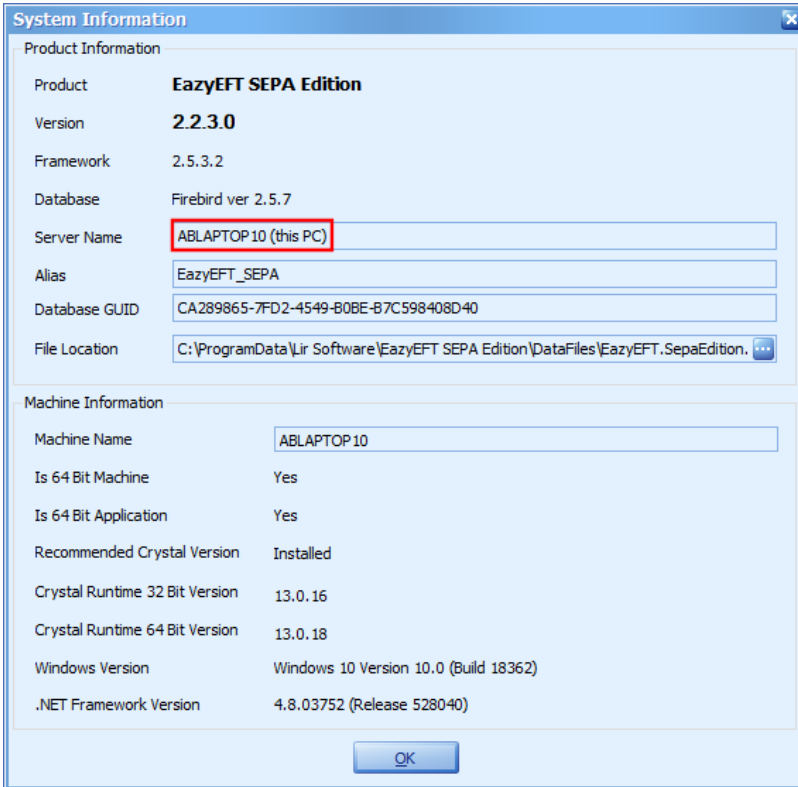 System Information
Product Information
Product EazyEFT SEPA Edition
Version 2.2.3.0
Framework 2.5.3.2
Database Firebird ver 2.5.7
Server Name ABLAPTOP10 (this PC)
Alias EazyEFT_SEPA
Database GUID CA289865-7FD2-4549-B0BE-B7C598408D40
File Location C:\ProgramData\Lir Software\EazyEFT SEPA Edition\DataFiles\EazyEFT.SepaEdition. ...
Machine Information
Machine Name ABLAPTOP10
Is 64 Bit Machine Yes
Is 64 Bit Application Yes
Recommended Crystal Version Installed
Crystal Runtime 32 Bit Version 13.0.16
Crystal Runtime 64 Bit Version 13.0.18
Windows Version Windows 10 Version 10.0 (Build 18362)
.NET Framework Version 4.8.03752 (Release 528040)
OK